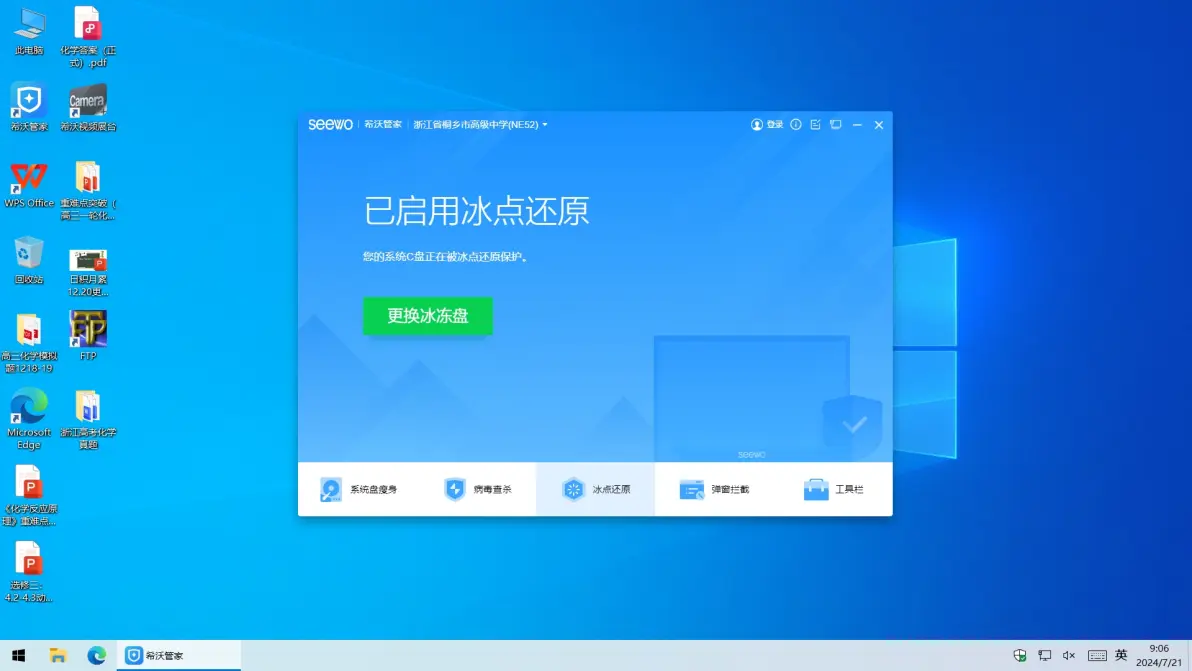 此电脑
化学答案（正
式）.pdf
希沃管家
Camera
希沃视频展台
WPS Office
重难点突破（
高三一轮化...
回收站
日积月累
12.20更...
高三化学模拟
题1218-19
FTP
Microsoft
Edge
浙江高考化学
真题
《化学反应原
理》重难点...
选修三：
4.2-4.3动...
seewo
希沃管家
浙江省桐乡市高级中学(NE52)
登录
已启用冰点还原
您的系统C盘正在被冰点还原保护。
更换冰冻盘
seewo
系统盘瘦身
病毒查杀
冰点还原
弹窗拦截
工具栏
希沃管家
英
9:06
2024/7/21